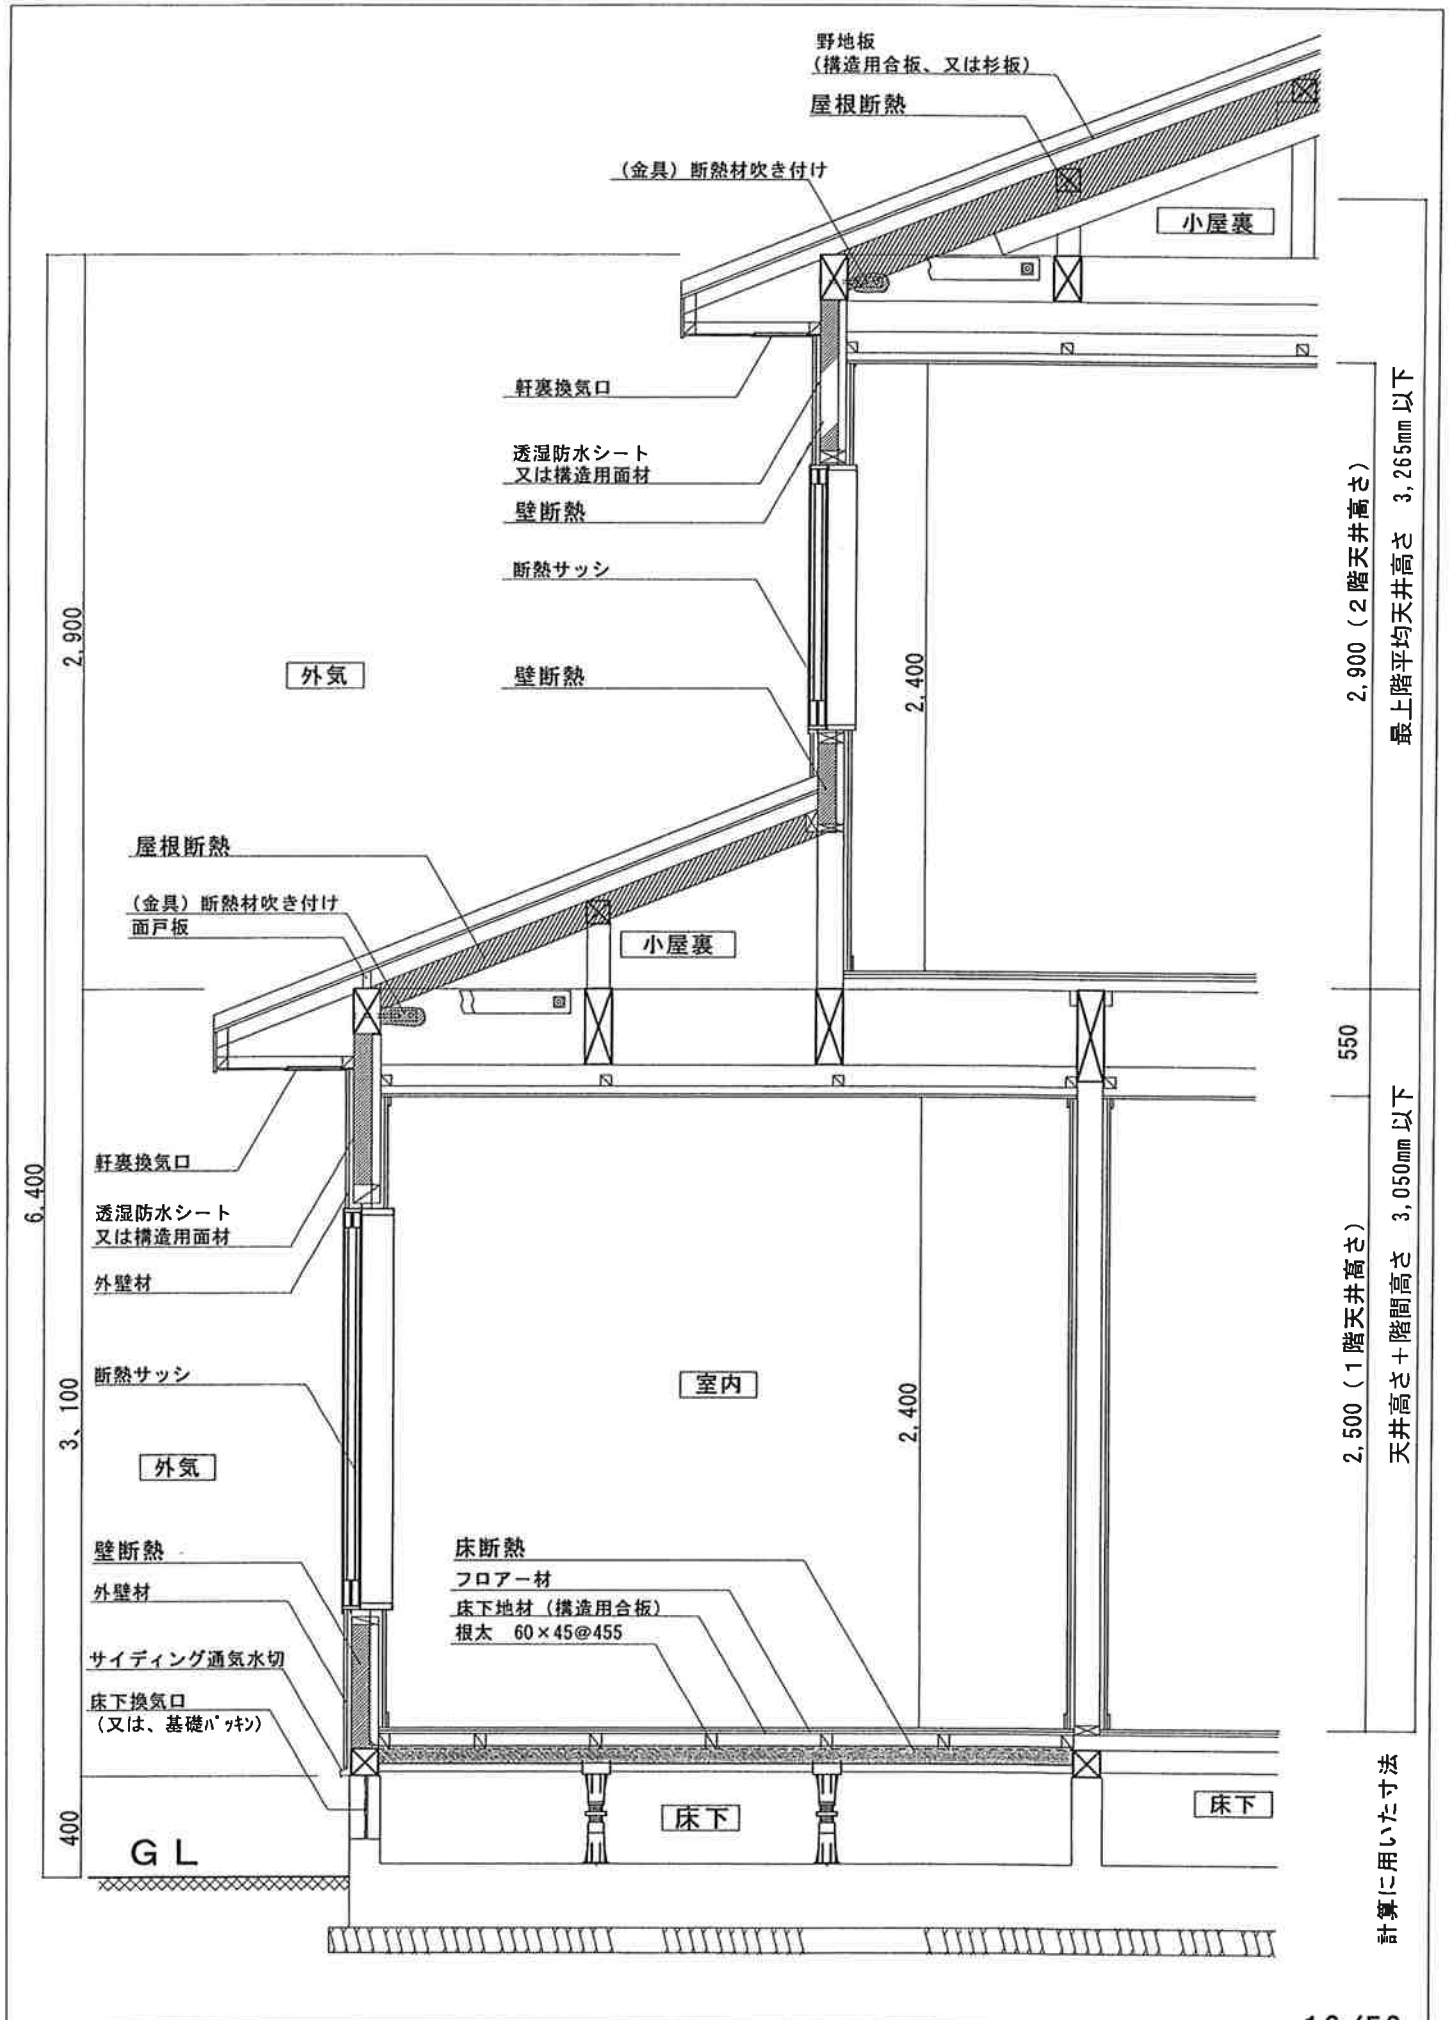 野地板
(構造用合板、又は杉板)
屋根断熱
(金具) 断熱材吹き付け
小屋裏
軒裏換気口
透湿防水シート
又は構造用面材
壁断熱
断熱サッシ
2,900
外気
壁断熱
2,400
2,900（2階天井高さ）
最上階平均天井高さ 3,265mm以下
屋根断熱
(金具) 断熱材吹き付け
面戸板
小屋裏
550
軒裏換気口
6,400
透湿防水シート
又は構造用面材
外壁材
断熱サッシ
3、100
外気
室内
2,400
2,500（1階天井高さ）
天井高さ＋階間高さ 3,050mm以下
壁断熱
外壁材
サイディング通気水切
床下換気口
(又は、基礎ﾊﾟｯｷﾝ)
床断熱
フロアー材
床下地材 (構造用合板)
根太 60×45@455
400
GL
床下
床下
計算に用いた寸法